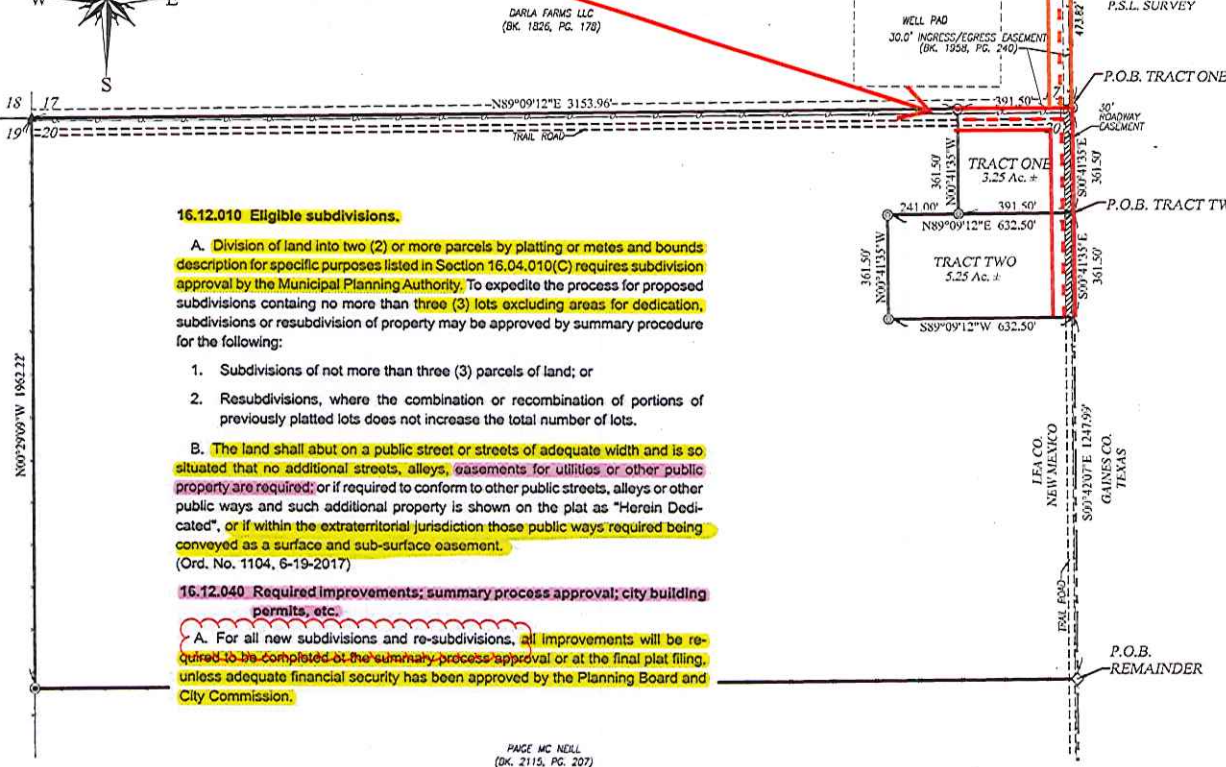 W
E
S
DARLA FARMS LLC
(BK. 1826, PG. 178)
WELL PAD
30.0' INGRESS/EGRESS EASEMENT
(BK. 1958, PG. 240)
473.82'
P.S.L. SURVEY
P.O.B. TRACT ONE
18 17
19 20
N89°09'12"E 3153.96'
391.50'
TRAIL ROAD
20
30'
ROADWAY
EASEMENT
361.50'
N00°41'35"W
TRACT ONE
3.25 Ac. ±
S00°41'35"E
361.50'
P.O.B. TRACT TW
241.00'
391.50'
N89°09'12"E 632.50'
361.50'
N00°41'35"W
TRACT TWO
5.25 Ac. ±
S00°41'35"E
361.50'
S89°09'12"W 632.50'
N00°29'09"W 1962.22'
16.12.010 Eligible subdivisions.
A. Division of land into two (2) or more parcels by platting or metes and bounds
description for specific purposes listed in Section 16.04.010(C) requires subdivision
approval by the Municipal Planning Authority. To expedite the process for proposed
subdivisions containg no more than three (3) lots excluding areas for dedication,
subdivisions or resubdivision of property may be approved by summary procedure
for the following:
1. Subdivisions of not more than three (3) parcels of land; or
2. Resubdivisions, where the combination or recombination of portions of
previously platted lots does not increase the total number of lots.
B. The land shall abut on a public street or streets of adequate width and is so
situated that no additional streets, alleys, easements for utilities or other public
property are required; or if required to conform to other public streets, alleys or other
public ways and such additional property is shown on the plat as "Herein Dedi-
cated", or if within the extraterritorial jurisdiction those public ways required being
conveyed as a surface and sub-surface easement.
(Ord. No. 1104, 6-19-2017)
16.12.040 Required improvements; summary process approval; city building
permits, etc.
A. For all new subdivisions and re-subdivisions, all improvements will be re-
quired to be completed at the summary process approval or at the final plat filing,
unless adequate financial security has been approved by the Planning Board and
City Commission.
LEA CO.
NEW MEXICO
S00°42'07"E 1247.99'
GAINES CO.
TEXAS
TRAIL ROAD
P.O.B.
REMAINDER
PAIGE MC NEILL
(BK. 2115, PG. 207)